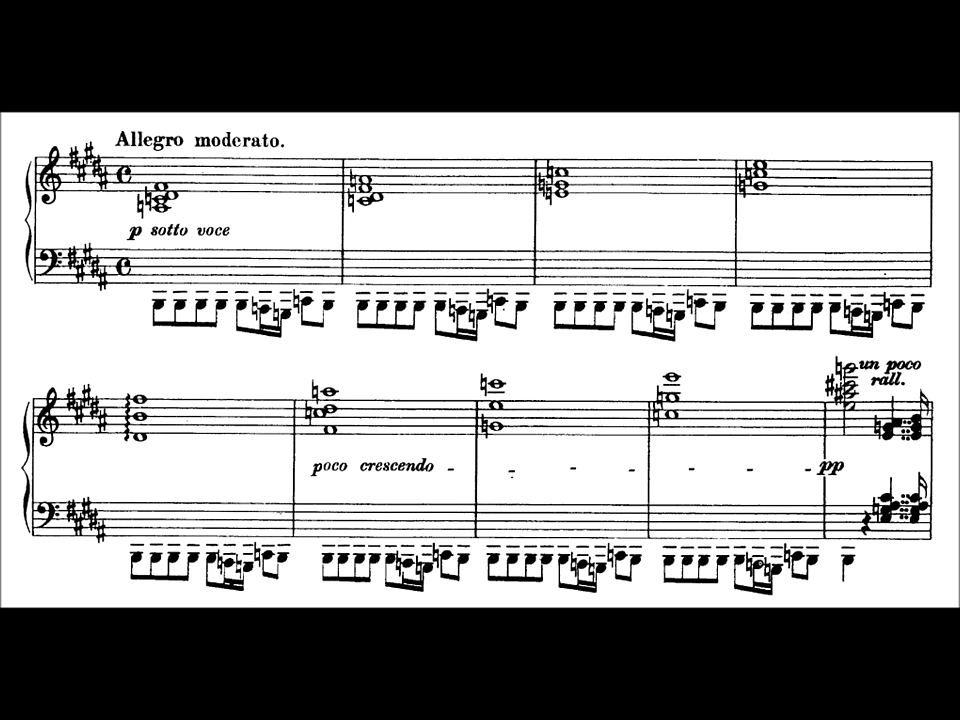 Allegro moderato.
p sotto voce
un poco
rall.
poco crescendo
pp